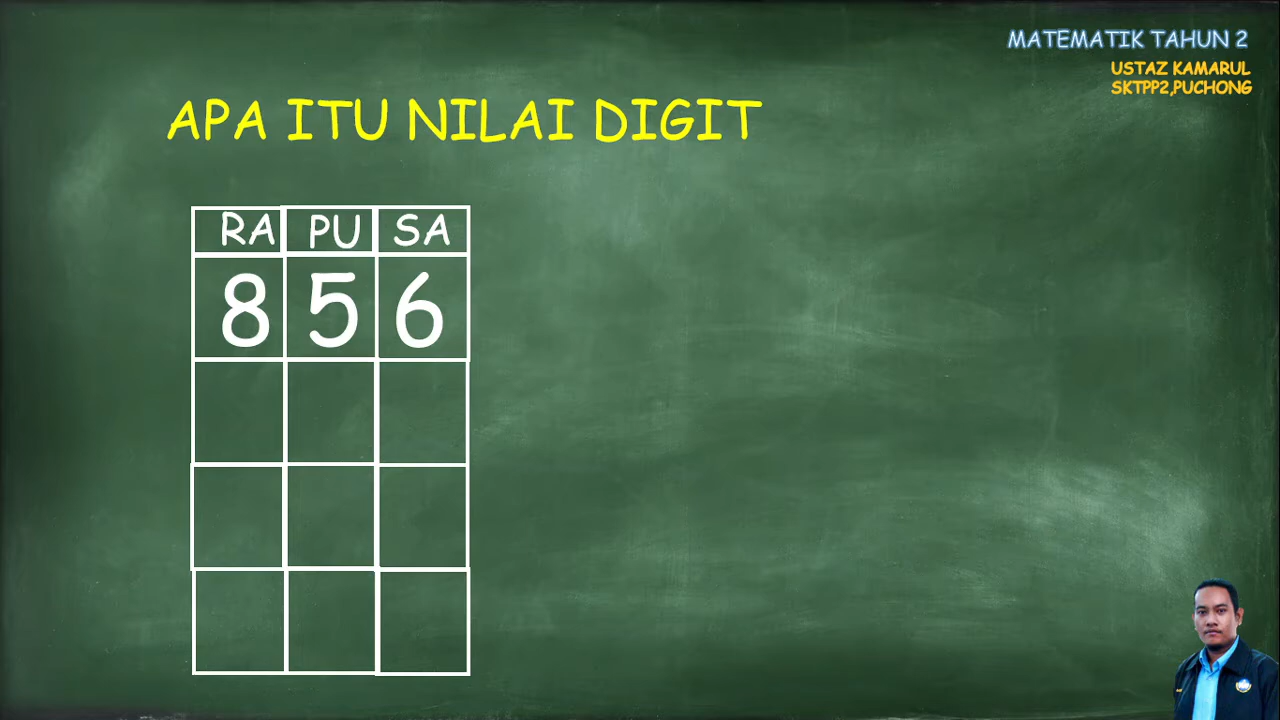 MATEMATIK TAHUN 2
USTAZ KAMARUL
SKTPP2,PUCHONG
APA ITU NILAI DIGIT
RA PU SA
8 5 6